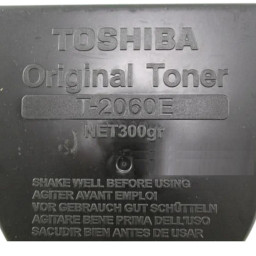 TOSHIBA
Original Toner
T-2060E
NET300gr
SHAKE WELL BEFORE USING
AGITER AVANT EMPLOI
VOR GEBRAUCH GUT SCHÜTTELN
AGITARE BENE PRIMA DELL'USO
SACUDIR BIEN ANTES DE USAR